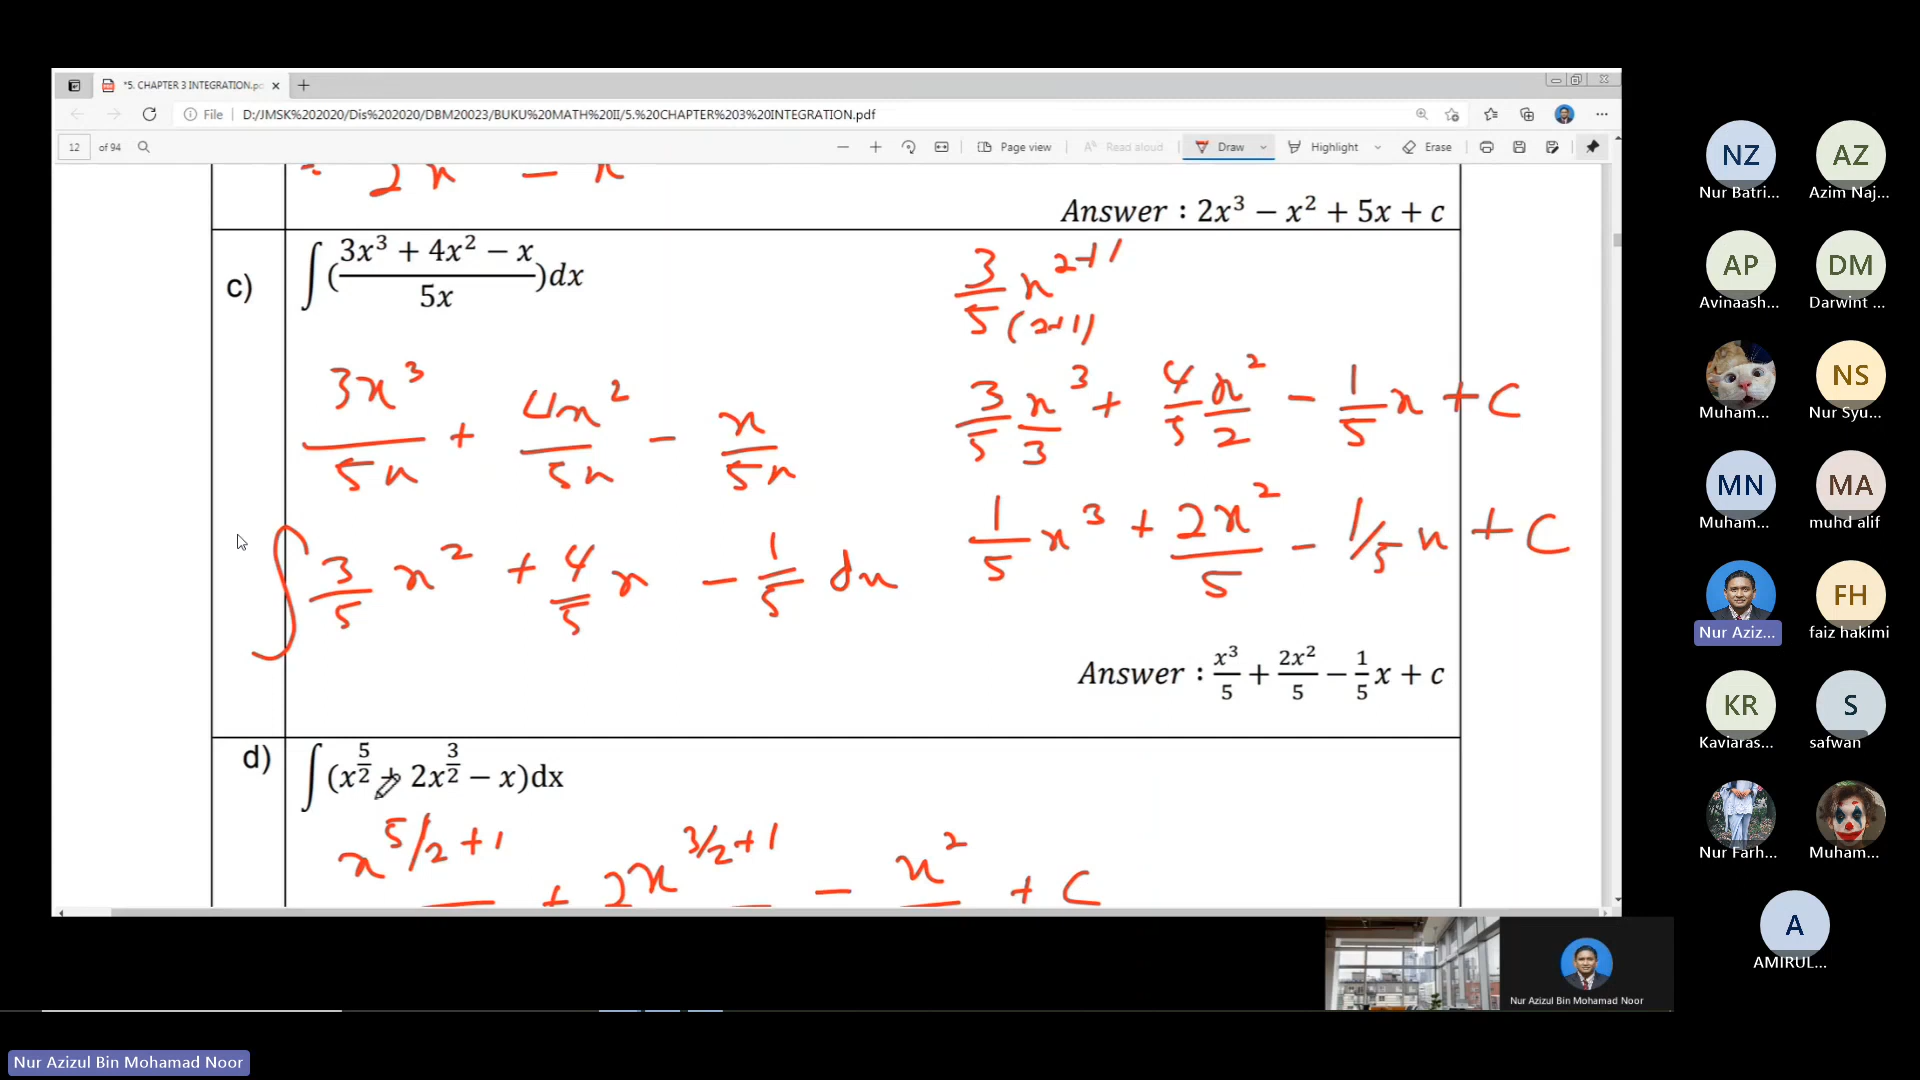 *5. CHAPTER 3 INTEGRATION.pc
File D:/JMSK%202020/Dis%202020/DBM20023/BUKU%20MATH%20II/5.%20CHAPTER%203%20INTEGRATION.pdf
12 of 94 Page view Read aloud Draw Highlight Erase
2x - x
Answer : 2x³ − x² + 5x + c
c) ∫ ((3x³ + 4x² − x)/5x)dx
3/5 x^(2+1)/(2+1)
3x³/5x + 4x²/5x − x/5x
3/5 x³/3 + 4/5 x²/2 − 1/5 x + C
∫ 3/5 x² + 4/5 x − 1/5 dx
1/5 x³ + 2x²/5 − 1/5 x + C
Answer : x³/5 + 2x²/5 − 1/5 x + c
d) ∫ (x^(5/2) + 2x^(3/2) − x)dx
x^(5/2+1) + 2x^(3/2+1) − x² + C
NZ
Nur Batri...
AZ
Azim Naj...
AP
Avinaash...
DM
Darwint ...
Muham...
NS
Nur Syu...
MN
Muham...
MA
muhd alif
Nur Aziz...
FH
faiz hakimi
KR
Kaviaras...
S
safwan
Nur Farh...
Muham...
A
AMIRUL...
Nur Azizul Bin Mohamad Noor
Nur Azizul Bin Mohamad Noor